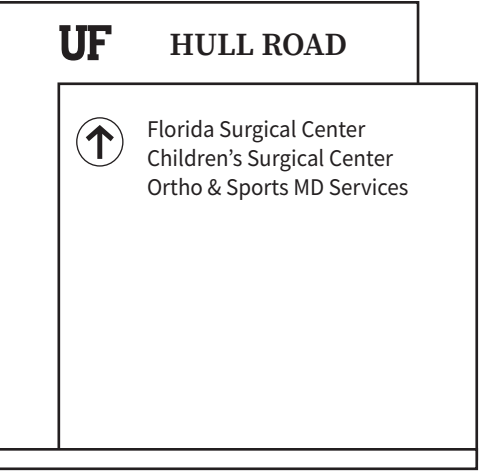 UF HULL ROAD
Florida Surgical Center
Children's Surgical Center
Ortho & Sports MD Services